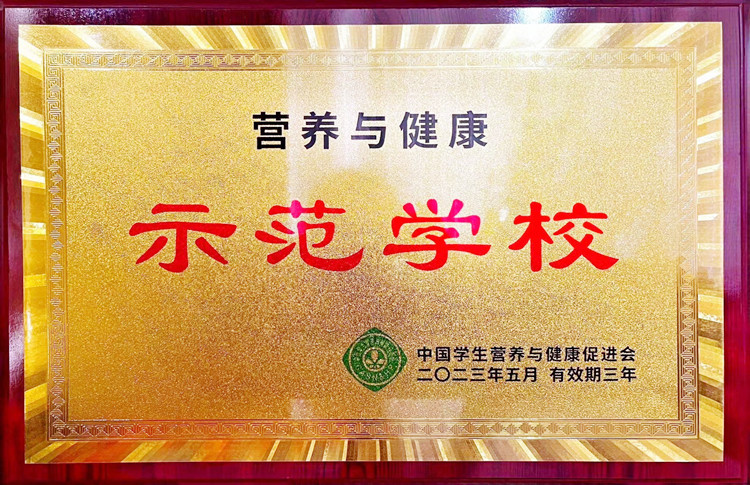 营养与健康
示范学校
中国学生营养与健康促进会
二〇二三年五月 有效期三年